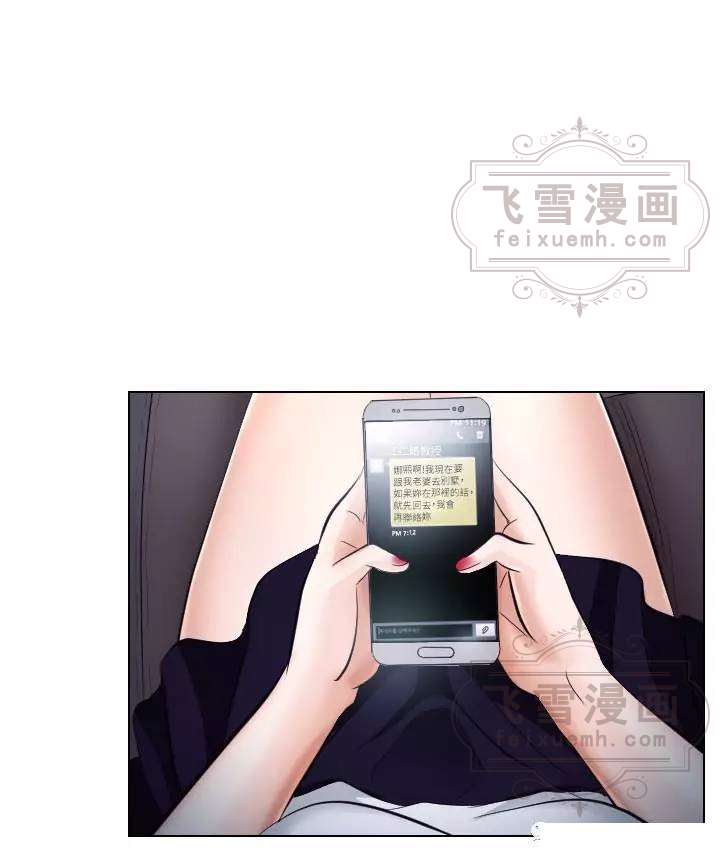 飞雪漫画
feixuemh.com
PM 11:19
教授
娜熙啊!我現在要
跟我老婆去別墅,
如果妳在那裡的話,
就先回去,我會
再聯絡妳
PM 7:12
飞雪漫画
feixuemh.com